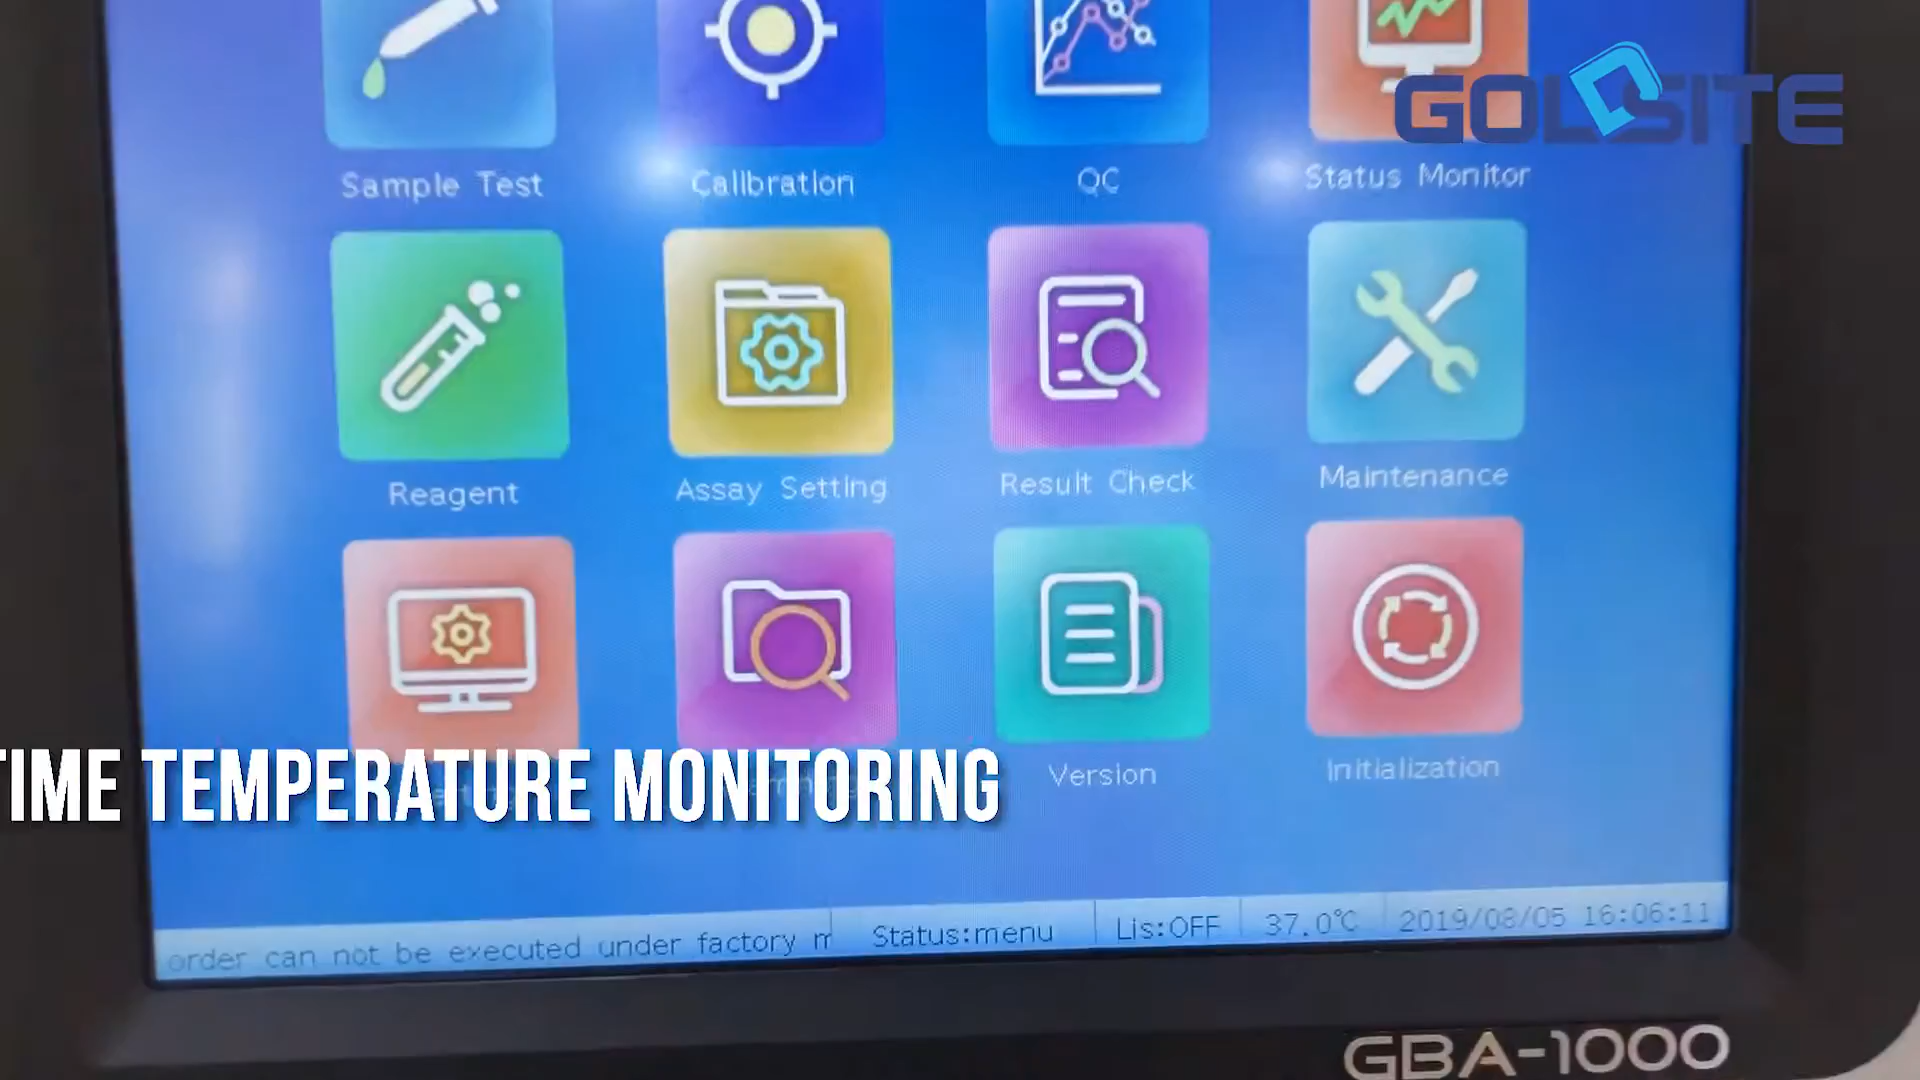 GOLDSITE
Sample Test
Calibration
QC
Status Monitor
Reagent
Assay Setting
Result Check
Maintenance
TIME TEMPERATURE MONITORING
Version
Initialization
order can not be executed under factory m
Status:menu
Lis:OFF
37.0℃
2019/08/05 16:06:11
GBA-1000